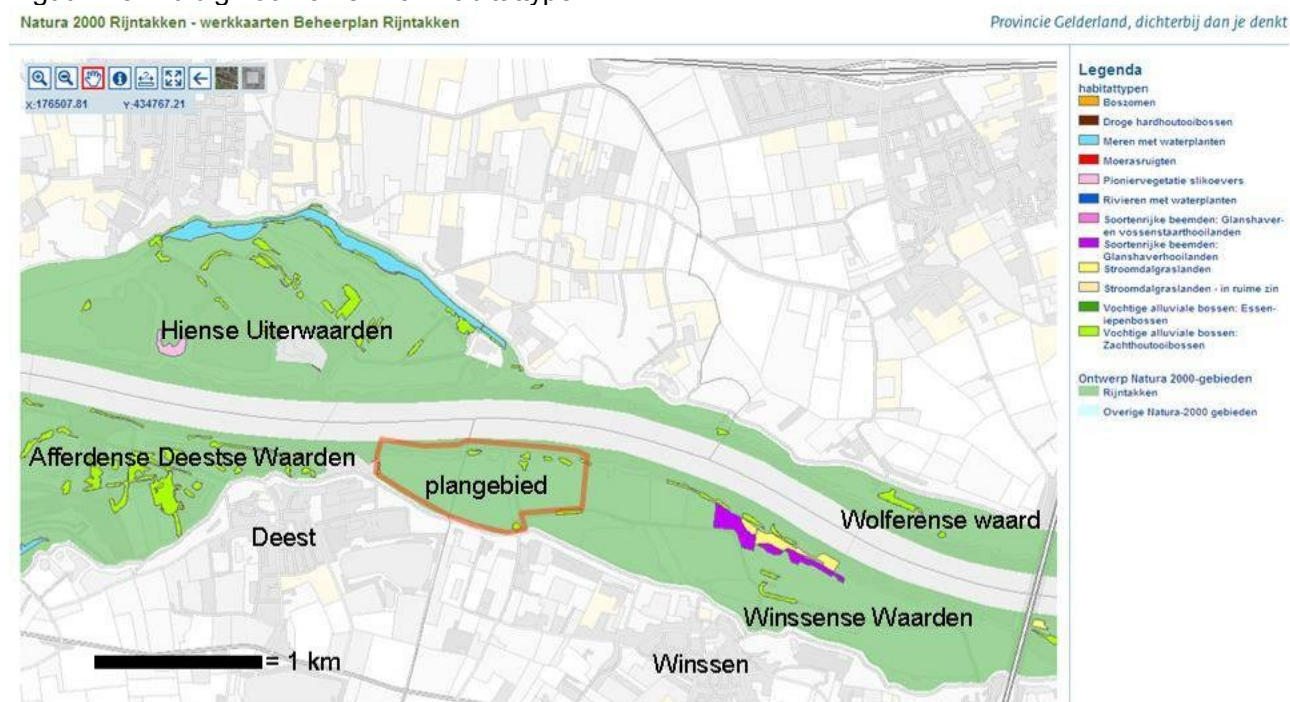 Natura 2000 Rijntakken - werkkaarten Beheerplan Rijntakken
Provincie Gelderland, dichterbij dan je denkt
X:176507.81 Y:434767.21
Hiense Uiterwaarden
Afferdense Deestse Waarden
plangebied
Deest
Wolferense waard
Winssense Waarden
Winssen
= 1 km
Legenda
habitattypen
Boszomen
Droge hardhoutooibossen
Meren met waterplanten
Moerasruigten
Pioniervegetatie slikoevers
Rivieren met waterplanten
Soortenrijke beemden: Glanshaver-
en vossenstaarthooilanden
Soortenrijke beemden:
Glanshaverhooilanden
Stroomdalgraslanden
Stroomdalgraslanden - in ruime zin
Vochtige alluviale bossen: Essen-
iepenbossen
Vochtige alluviale bossen:
Zachthoutooibossen
Ontwerp Natura 2000-gebieden
Rijntakken
Overige Natura-2000 gebieden